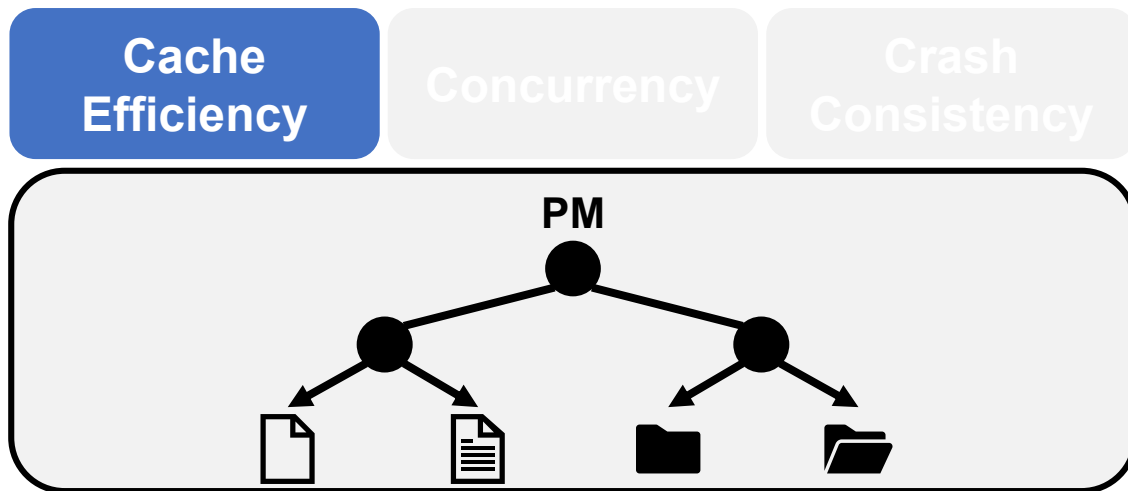 Cache
Efficiency
Concurrency
Crash
Consistency
PM